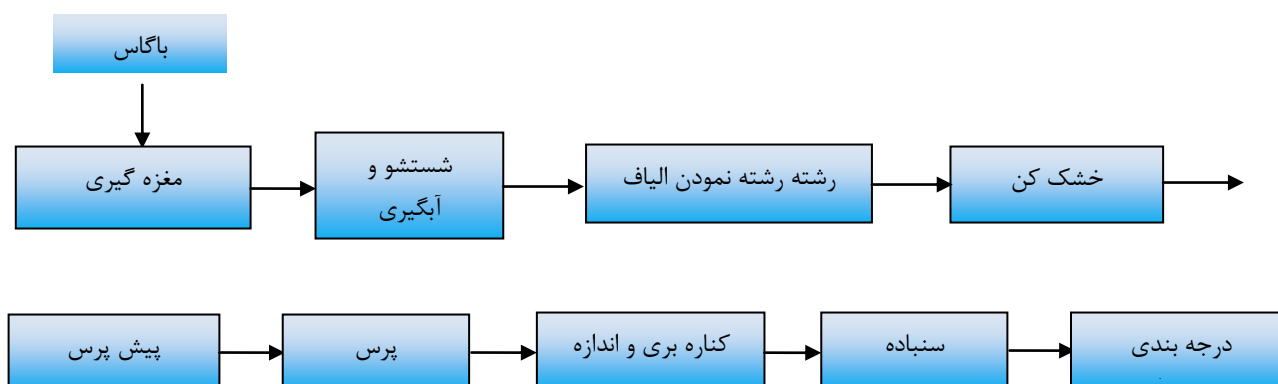 باگاس
مغزه گیری
شستشو و
آبگیری
رشته رشته نمودن الیاف
خشک کن
پیش پرس
پرس
کناره بری و اندازه
سنباده
درجه بندی